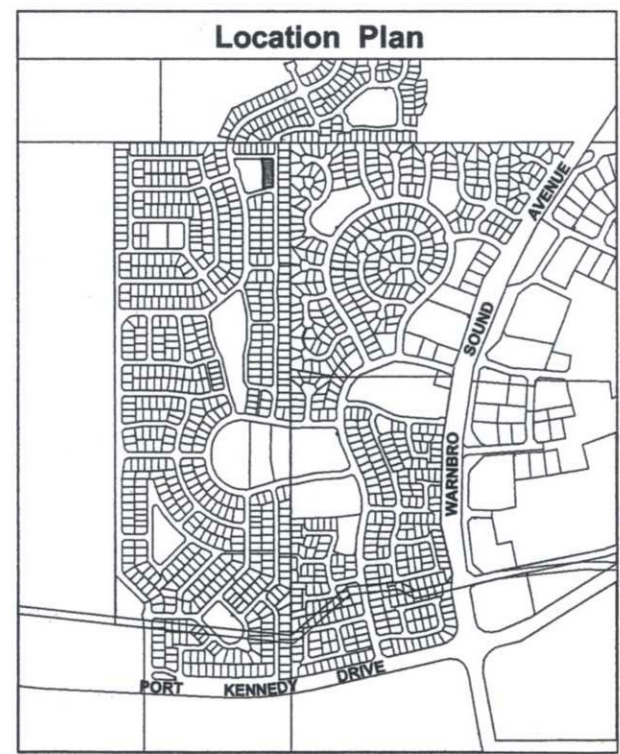 Location Plan
AVENUE
SOUND
WARNBRO
PORT KENNEDY DRIVE